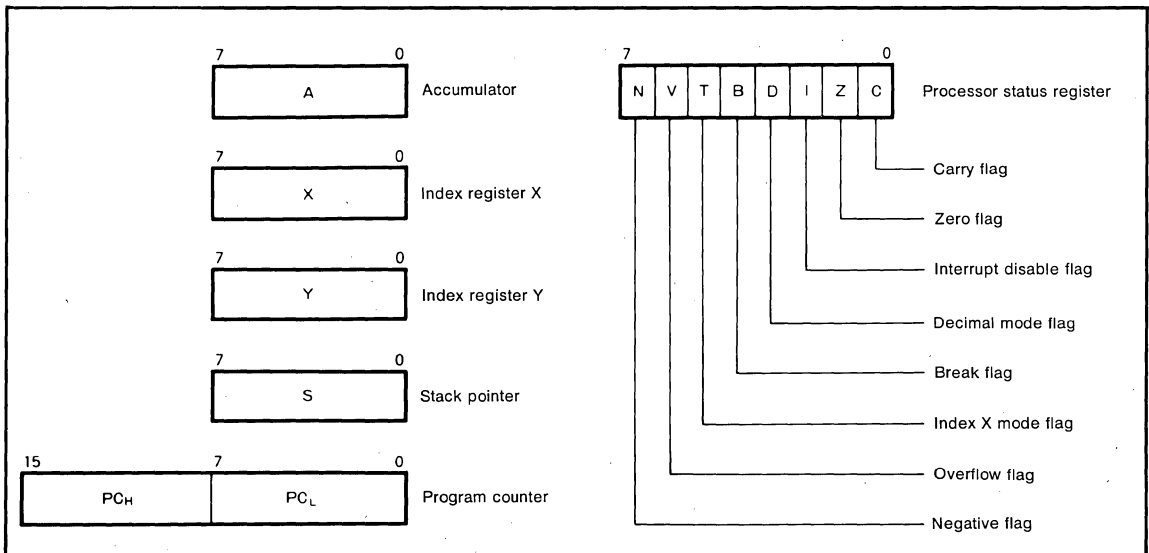 7 0
A
Accumulator
7 0
X
Index register X
7 0
Y
Index register Y
7 0
S
Stack pointer
15 7 0
PCH PCL
Program counter
7 0
N V T B D I Z C
Processor status register
Carry flag
Zero flag
Interrupt disable flag
Decimal mode flag
Break flag
Index X mode flag
Overflow flag
Negative flag